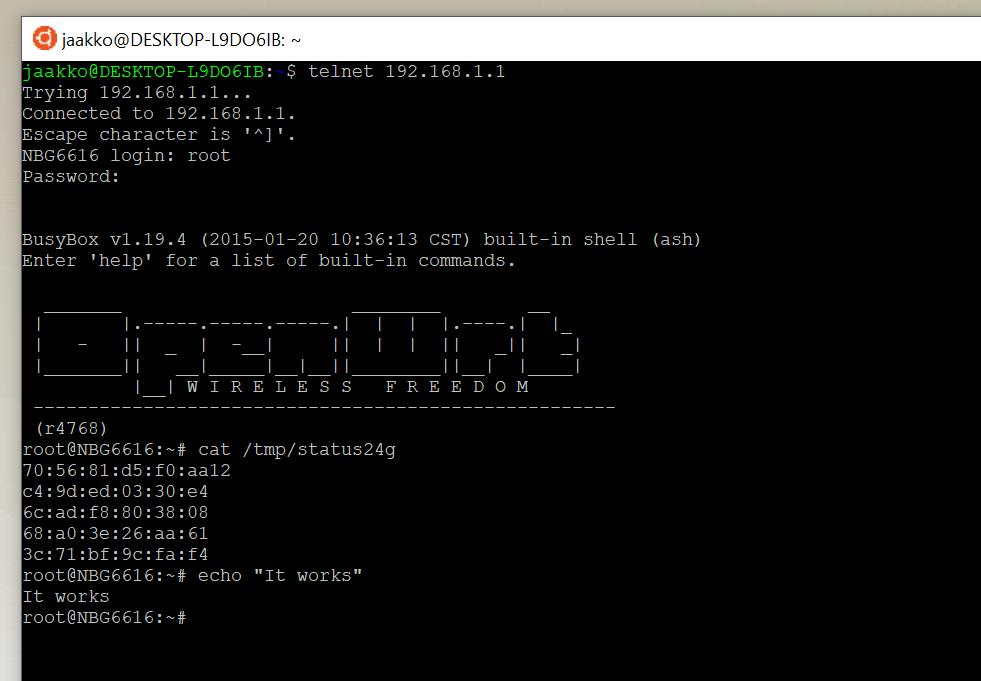 jaakko@DESKTOP-L9DO6IB: ~
jaakko@DESKTOP-L9DO6IB:~$ telnet 192.168.1.1
Trying 192.168.1.1...
Connected to 192.168.1.1.
Escape character is '^]'.
NBG6616 login: root
Password:
BusyBox v1.19.4 (2015-01-20 10:36:13 CST) built-in shell (ash)
Enter 'help' for a list of built-in commands.
OpenWrt
W I R E L E S S   F R E E D O M
-----------------------------------------------------
(r4768)
root@NBG6616:~# cat /tmp/status24g
70:56:81:d5:f0:aa12
c4:9d:ed:03:30:e4
6c:ad:f8:80:38:08
68:a0:3e:26:aa:61
3c:71:bf:9c:fa:f4
root@NBG6616:~# echo "It works"
It works
root@NBG6616:~#